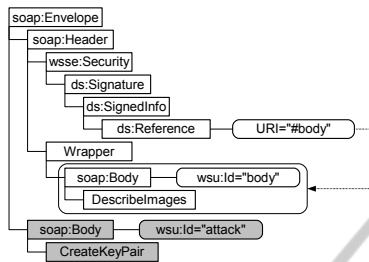 soap:Envelope
soap:Header
wsse:Security
ds:Signature
ds:SignedInfo
ds:Reference URI="#body"
Wrapper
soap:Body wsu:Id="body"
DescribeImages
soap:Body wsu:Id="attack"
CreateKeyPair